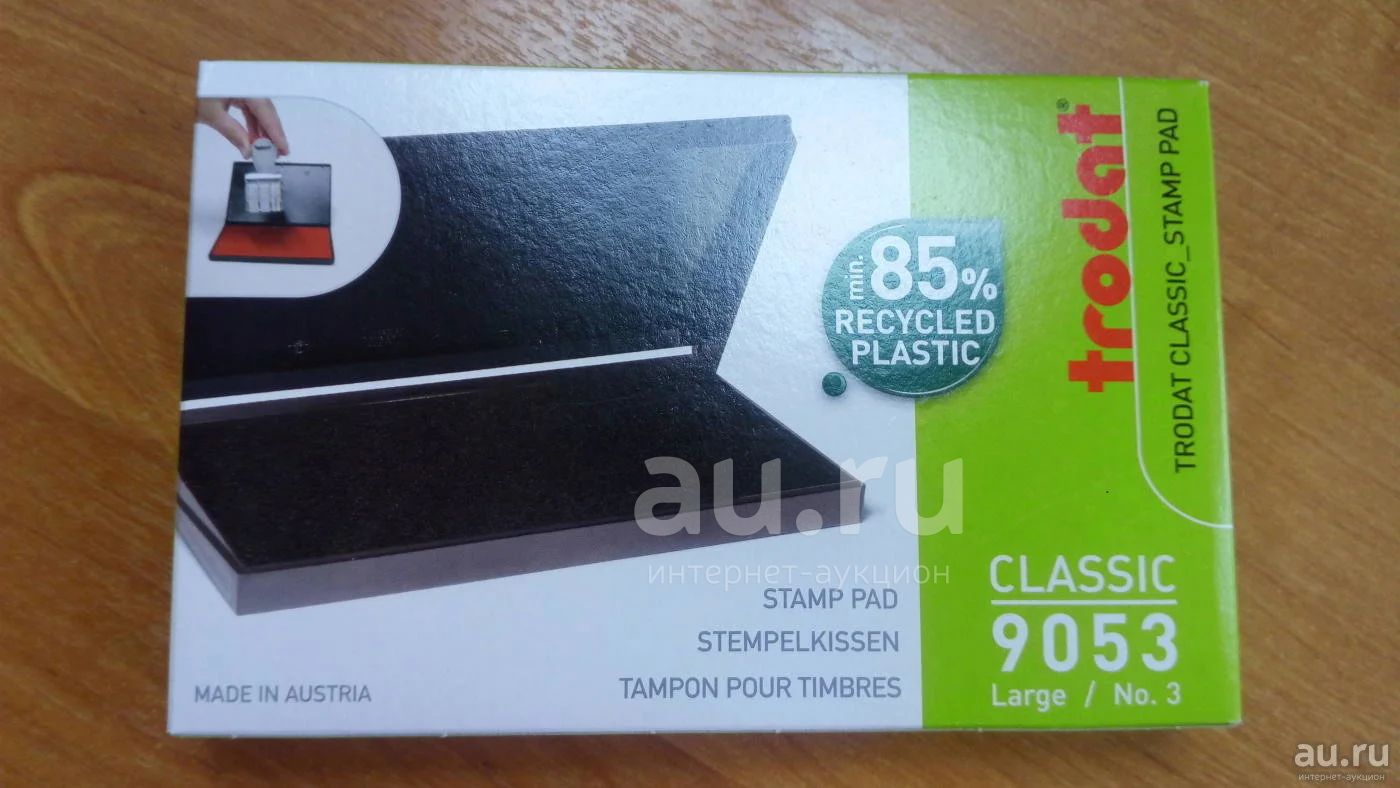 min. 85%
RECYCLED
PLASTIC
trodat®
TRODAT CLASSIC_STAMP PAD
au.ru
интернет-аукцион
STAMP PAD
STEMPELKISSEN
TAMPON POUR TIMBRES
MADE IN AUSTRIA
CLASSIC
9053
Large / No. 3
au.ru
интернет-аукцион